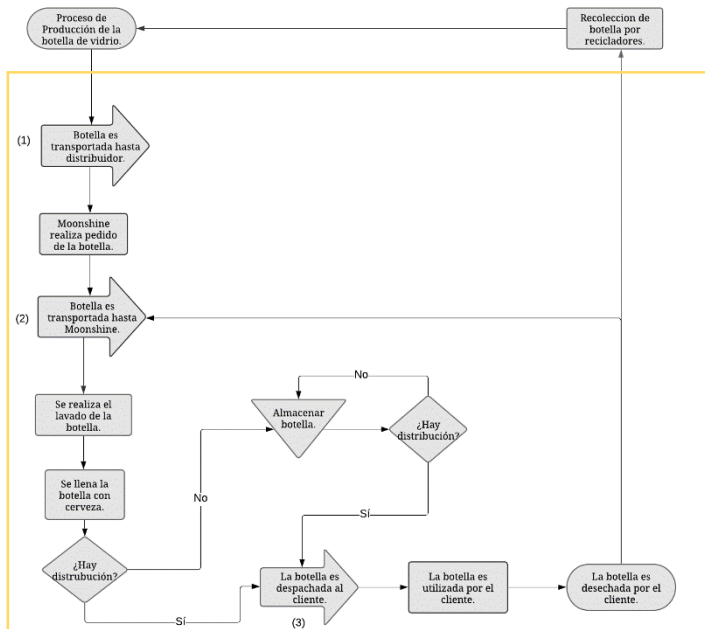 Proceso de
Producción de la
botella de vidrio.
Recoleccion de
botella por
recicladores.
(1)
Botella es
transportada hasta
distribuidor.
Moonshine
realiza pedido
de la botella.
(2)
Botella es
transportada hasta
Moonshine.
Se realiza el
lavado de la
botella.
Se llena la
botella con
cerveza.
¿Hay
distrubución?
No
Sí
Almacenar
botella.
No
¿Hay
distribución?
Sí
La botella es
despachada al
cliente.
(3)
La botella es
utilizada por el
cliente.
La botella es
desechada por el
cliente.